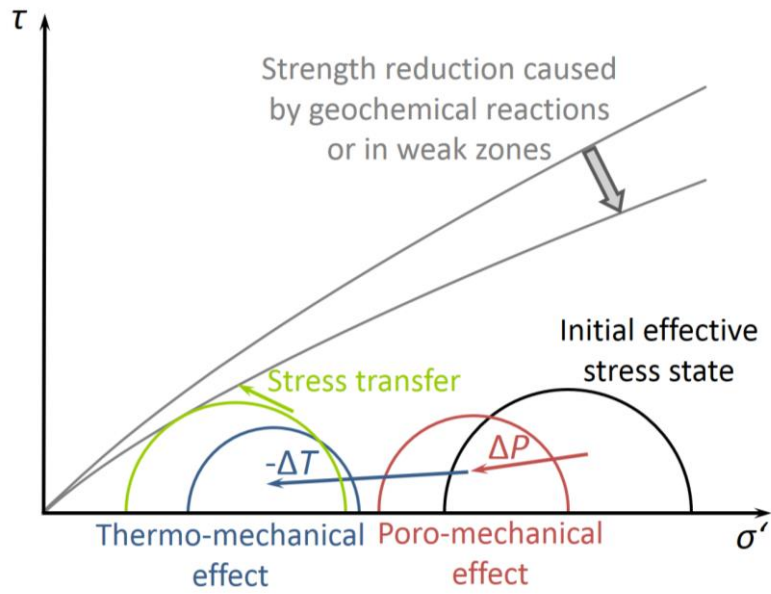 τ
Strength reduction caused
by geochemical reactions
or in weak zones
Initial effective
stress state
Stress transfer
-ΔT
ΔP
σ′
Thermo-mechanical
effect
Poro-mechanical
effect